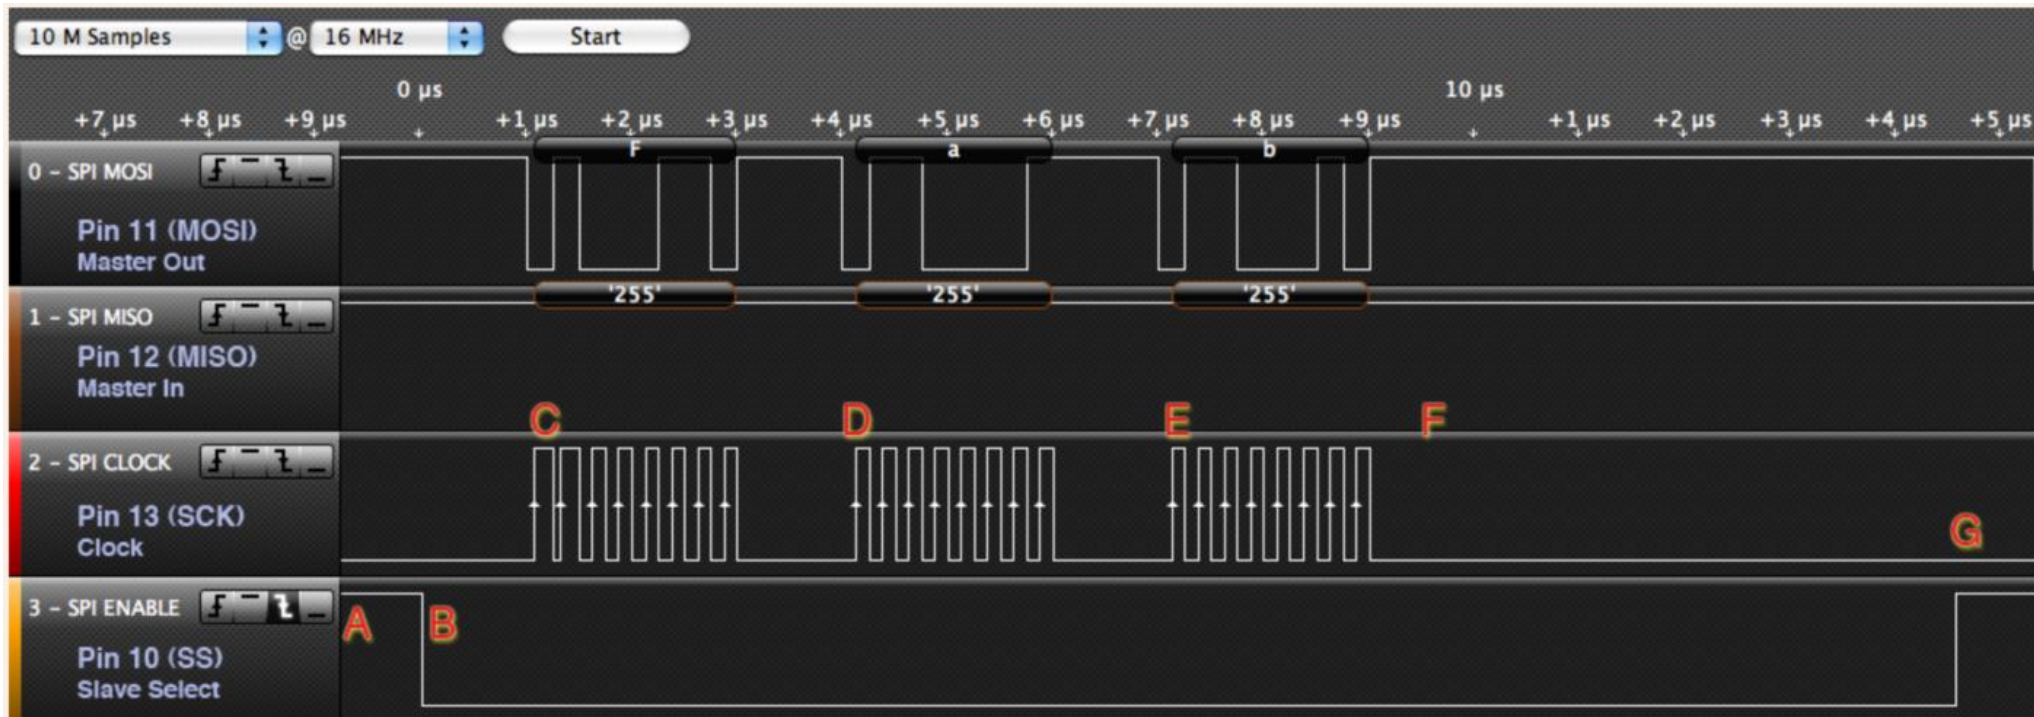 10 M Samples @ 16 MHz Start
0 µs 10 µs
+7 µs +8 µs +9 µs +1 µs +2 µs +3 µs +4 µs +5 µs +6 µs +7 µs +8 µs +9 µs +1 µs +2 µs +3 µs +4 µs +5 µs
F a b
0 - SPI MOSI
Pin 11 (MOSI)
Master Out
'255' '255' '255'
1 - SPI MISO
Pin 12 (MISO)
Master In
C D E F
2 - SPI CLOCK
Pin 13 (SCK)
Clock
G
3 - SPI ENABLE
A B
Pin 10 (SS)
Slave Select